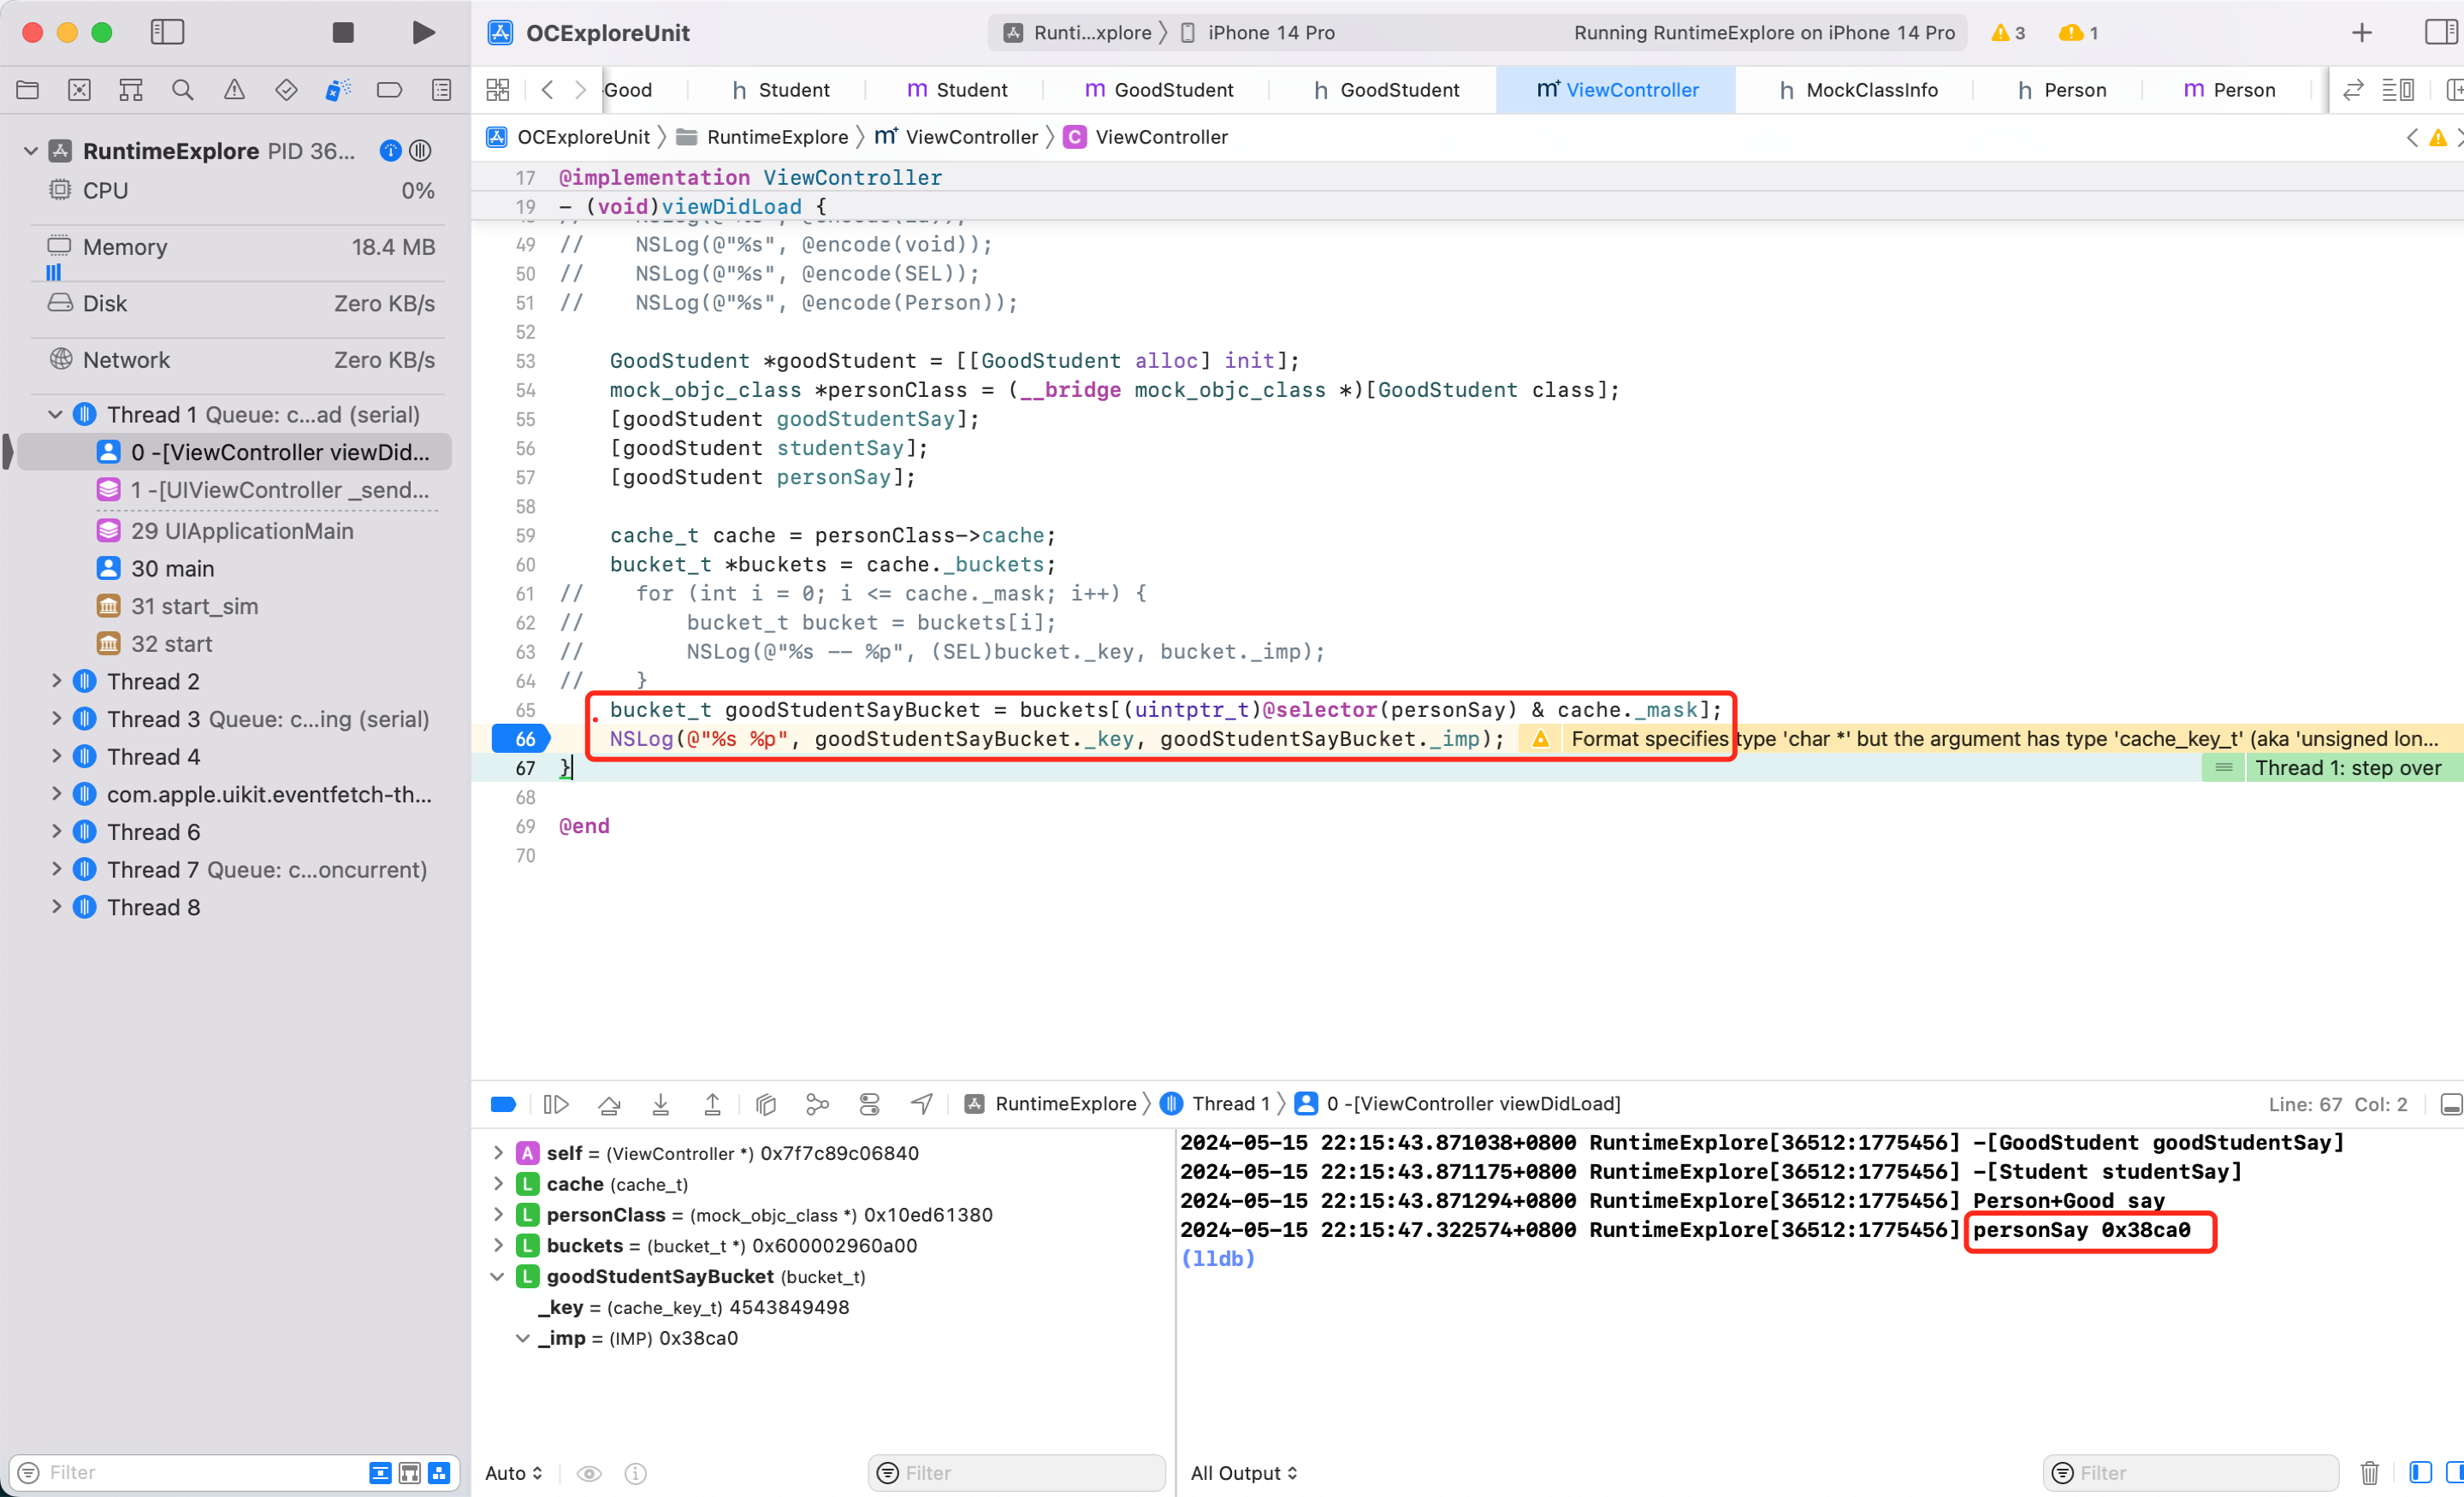 OCExploreUnit
Runti...xplore 〉 iPhone 14 Pro
Running RuntimeExplore on iPhone 14 Pro
3
1
Good
h Student
m Student
m GoodStudent
h GoodStudent
m ViewController
h MockClassInfo
h Person
m Person
OCExploreUnit 〉 RuntimeExplore 〉 m ViewController 〉 C ViewController
RuntimeExplore PID 36...
CPU 0%
Memory 18.4 MB
Disk Zero KB/s
Network Zero KB/s
Thread 1 Queue: c...ad (serial)
0 -[ViewController viewDid...
1 -[UIViewController _send...
29 UIApplicationMain
30 main
31 start_sim
32 start
Thread 2
Thread 3 Queue: c...ing (serial)
Thread 4
com.apple.uikit.eventfetch-th...
Thread 6
Thread 7 Queue: c...oncurrent)
Thread 8
Filter
17 @implementation ViewController
19 - (void)viewDidLoad {
49 //    NSLog(@"%s", @encode(void));
50 //    NSLog(@"%s", @encode(SEL));
51 //    NSLog(@"%s", @encode(Person));
52
53    GoodStudent *goodStudent = [[GoodStudent alloc] init];
54    mock_objc_class *personClass = (__bridge mock_objc_class *)[GoodStudent class];
55    [goodStudent goodStudentSay];
56    [goodStudent studentSay];
57    [goodStudent personSay];
58
59    cache_t cache = personClass->cache;
60    bucket_t *buckets = cache._buckets;
61 //    for (int i = 0; i <= cache._mask; i++) {
62 //        bucket_t bucket = buckets[i];
63 //        NSLog(@"%s -- %p", (SEL)bucket._key, bucket._imp);
64 //    }
65    bucket_t goodStudentSayBucket = buckets[(uintptr_t)@selector(personSay) & cache._mask];
66    NSLog(@"%s %p", goodStudentSayBucket._key, goodStudentSayBucket._imp); Format specifies type 'char *' but the argument has type 'cache_key_t' (aka 'unsigned lon...
67 } Thread 1: step over
68
69 @end
70
RuntimeExplore 〉 Thread 1 〉 0 -[ViewController viewDidLoad]
Line: 67 Col: 2
A self = (ViewController *) 0x7f7c89c06840
L cache (cache_t)
L personClass = (mock_objc_class *) 0x10ed61380
L buckets = (bucket_t *) 0x600002960a00
L goodStudentSayBucket (bucket_t)
_key = (cache_key_t) 4543849498
_imp = (IMP) 0x38ca0
Auto
Filter
2024-05-15 22:15:43.871038+0800 RuntimeExplore[36512:1775456] -[GoodStudent goodStudentSay]
2024-05-15 22:15:43.871175+0800 RuntimeExplore[36512:1775456] -[Student studentSay]
2024-05-15 22:15:43.871294+0800 RuntimeExplore[36512:1775456] Person+Good say
2024-05-15 22:15:47.322574+0800 RuntimeExplore[36512:1775456] personSay 0x38ca0
(lldb)
All Output
Filter